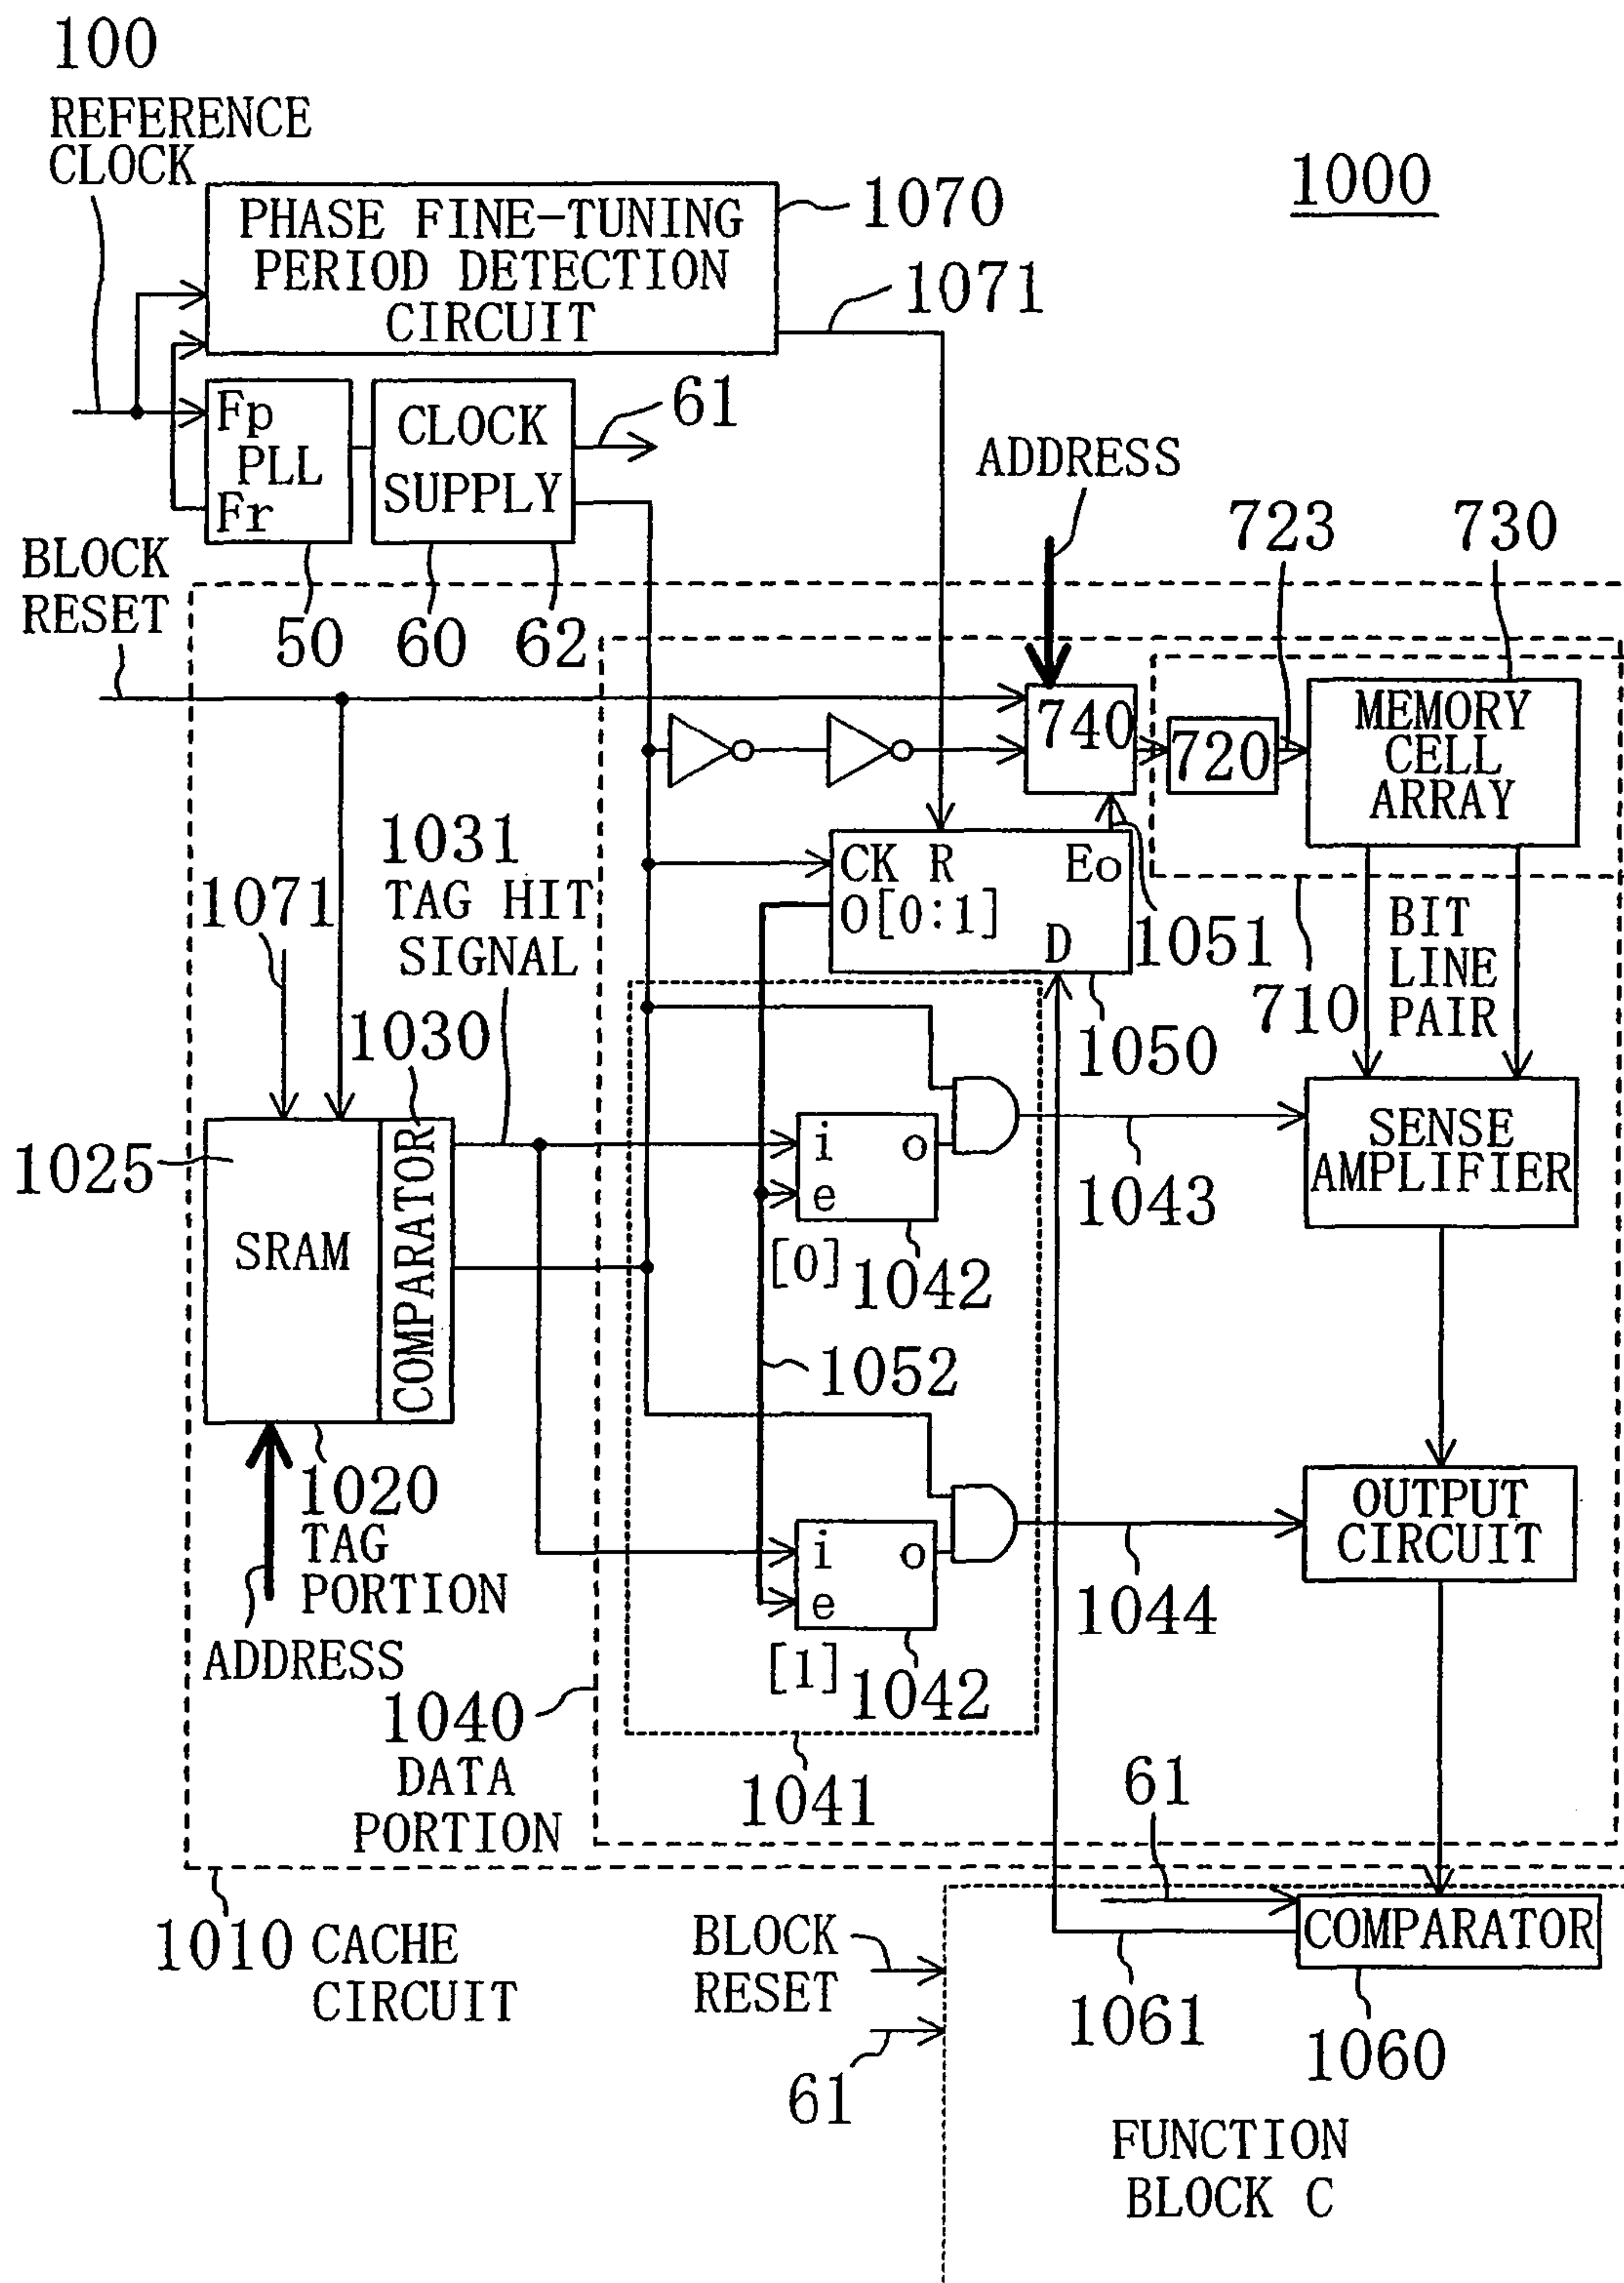 100
REFERENCE
CLOCK
1000
PHASE FINE-TUNING
PERIOD DETECTION
CIRCUIT
1070
1071
Fp
PLL
Fr
CLOCK
SUPPLY
61
ADDRESS
723
730
BLOCK
RESET
50
60
62
740
720
MEMORY
CELL
ARRAY
1031
TAG HIT
SIGNAL
1071
CK R Eo
O[0:1]
D
1051
710
BIT
LINE
PAIR
1030
1050
1025
SRAM
COMPARATOR
i o
e
[0]
1042
1043
SENSE
AMPLIFIER
1052
1020
TAG
PORTION
ADDRESS
i o
e
[1]
1042
1044
OUTPUT
CIRCUIT
1040
DATA
PORTION
1041
61
1010 CACHE
CIRCUIT
BLOCK
RESET
61
COMPARATOR
1061
1060
FUNCTION
BLOCK C